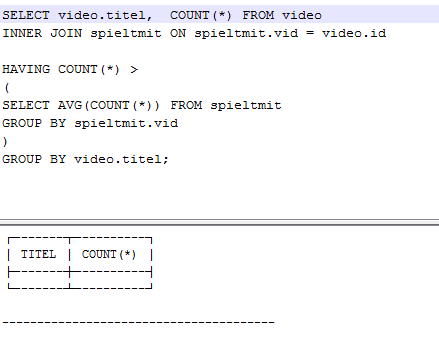 SELECT video.titel,  COUNT(*) FROM video
INNER JOIN spieltmit ON spieltmit.vid = video.id
HAVING COUNT(*) >
(
SELECT AVG(COUNT(*)) FROM spieltmit
GROUP BY spieltmit.vid
)
GROUP BY video.titel;
TITEL | COUNT(*)